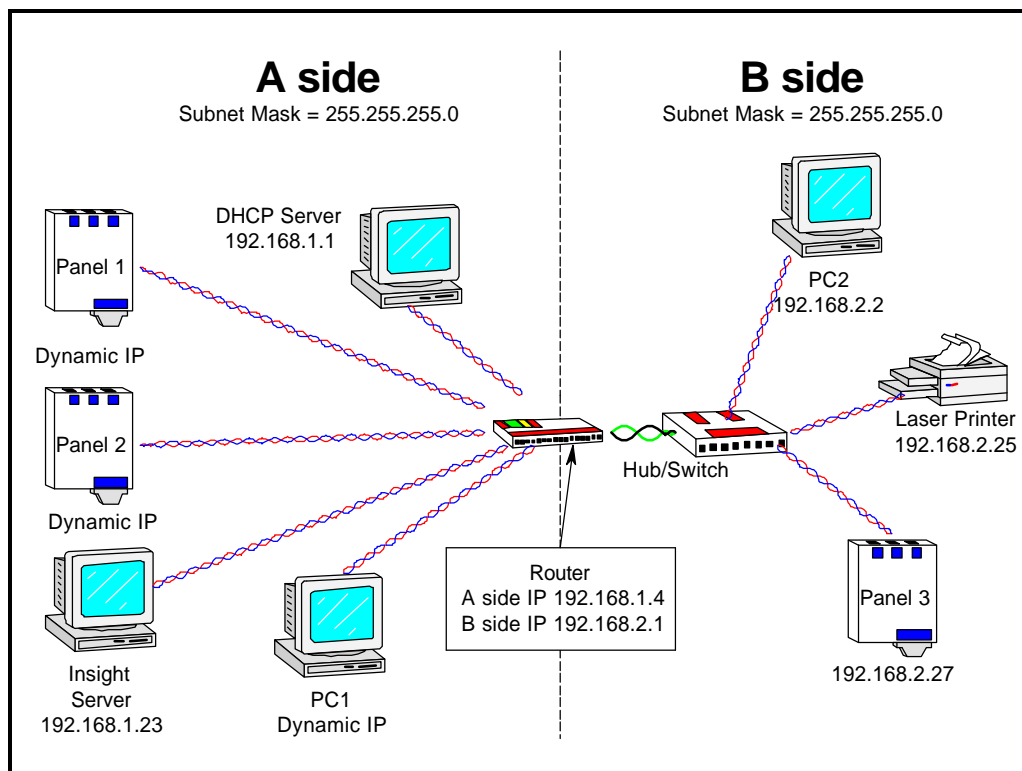 A side
Subnet Mask = 255.255.255.0
B side
Subnet Mask = 255.255.255.0
Panel 1
Dynamic IP
DHCP Server
192.168.1.1
PC2
192.168.2.2
Panel 2
Dynamic IP
Hub/Switch
Laser Printer
192.168.2.25
Insight
Server
192.168.1.23
PC1
Dynamic IP
Router
A side IP 192.168.1.4
B side IP 192.168.2.1
Panel 3
192.168.2.27